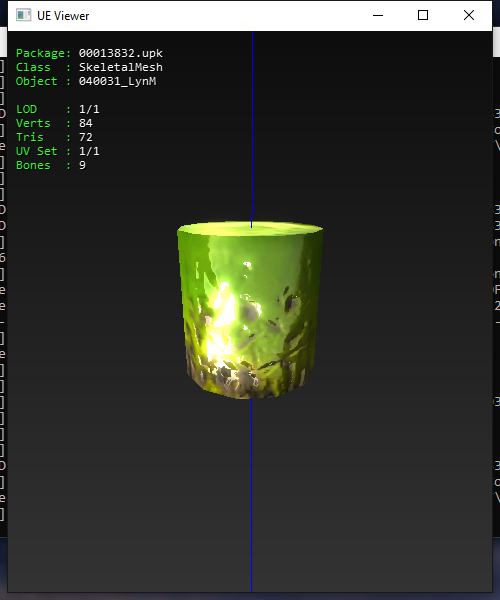 UE Viewer
Package: 00013832.upk
Class : SkeletalMesh
Object : 040031_LynM
LOD : 1/1
Verts : 84
Tris : 72
UV Set : 1/1
Bones : 9